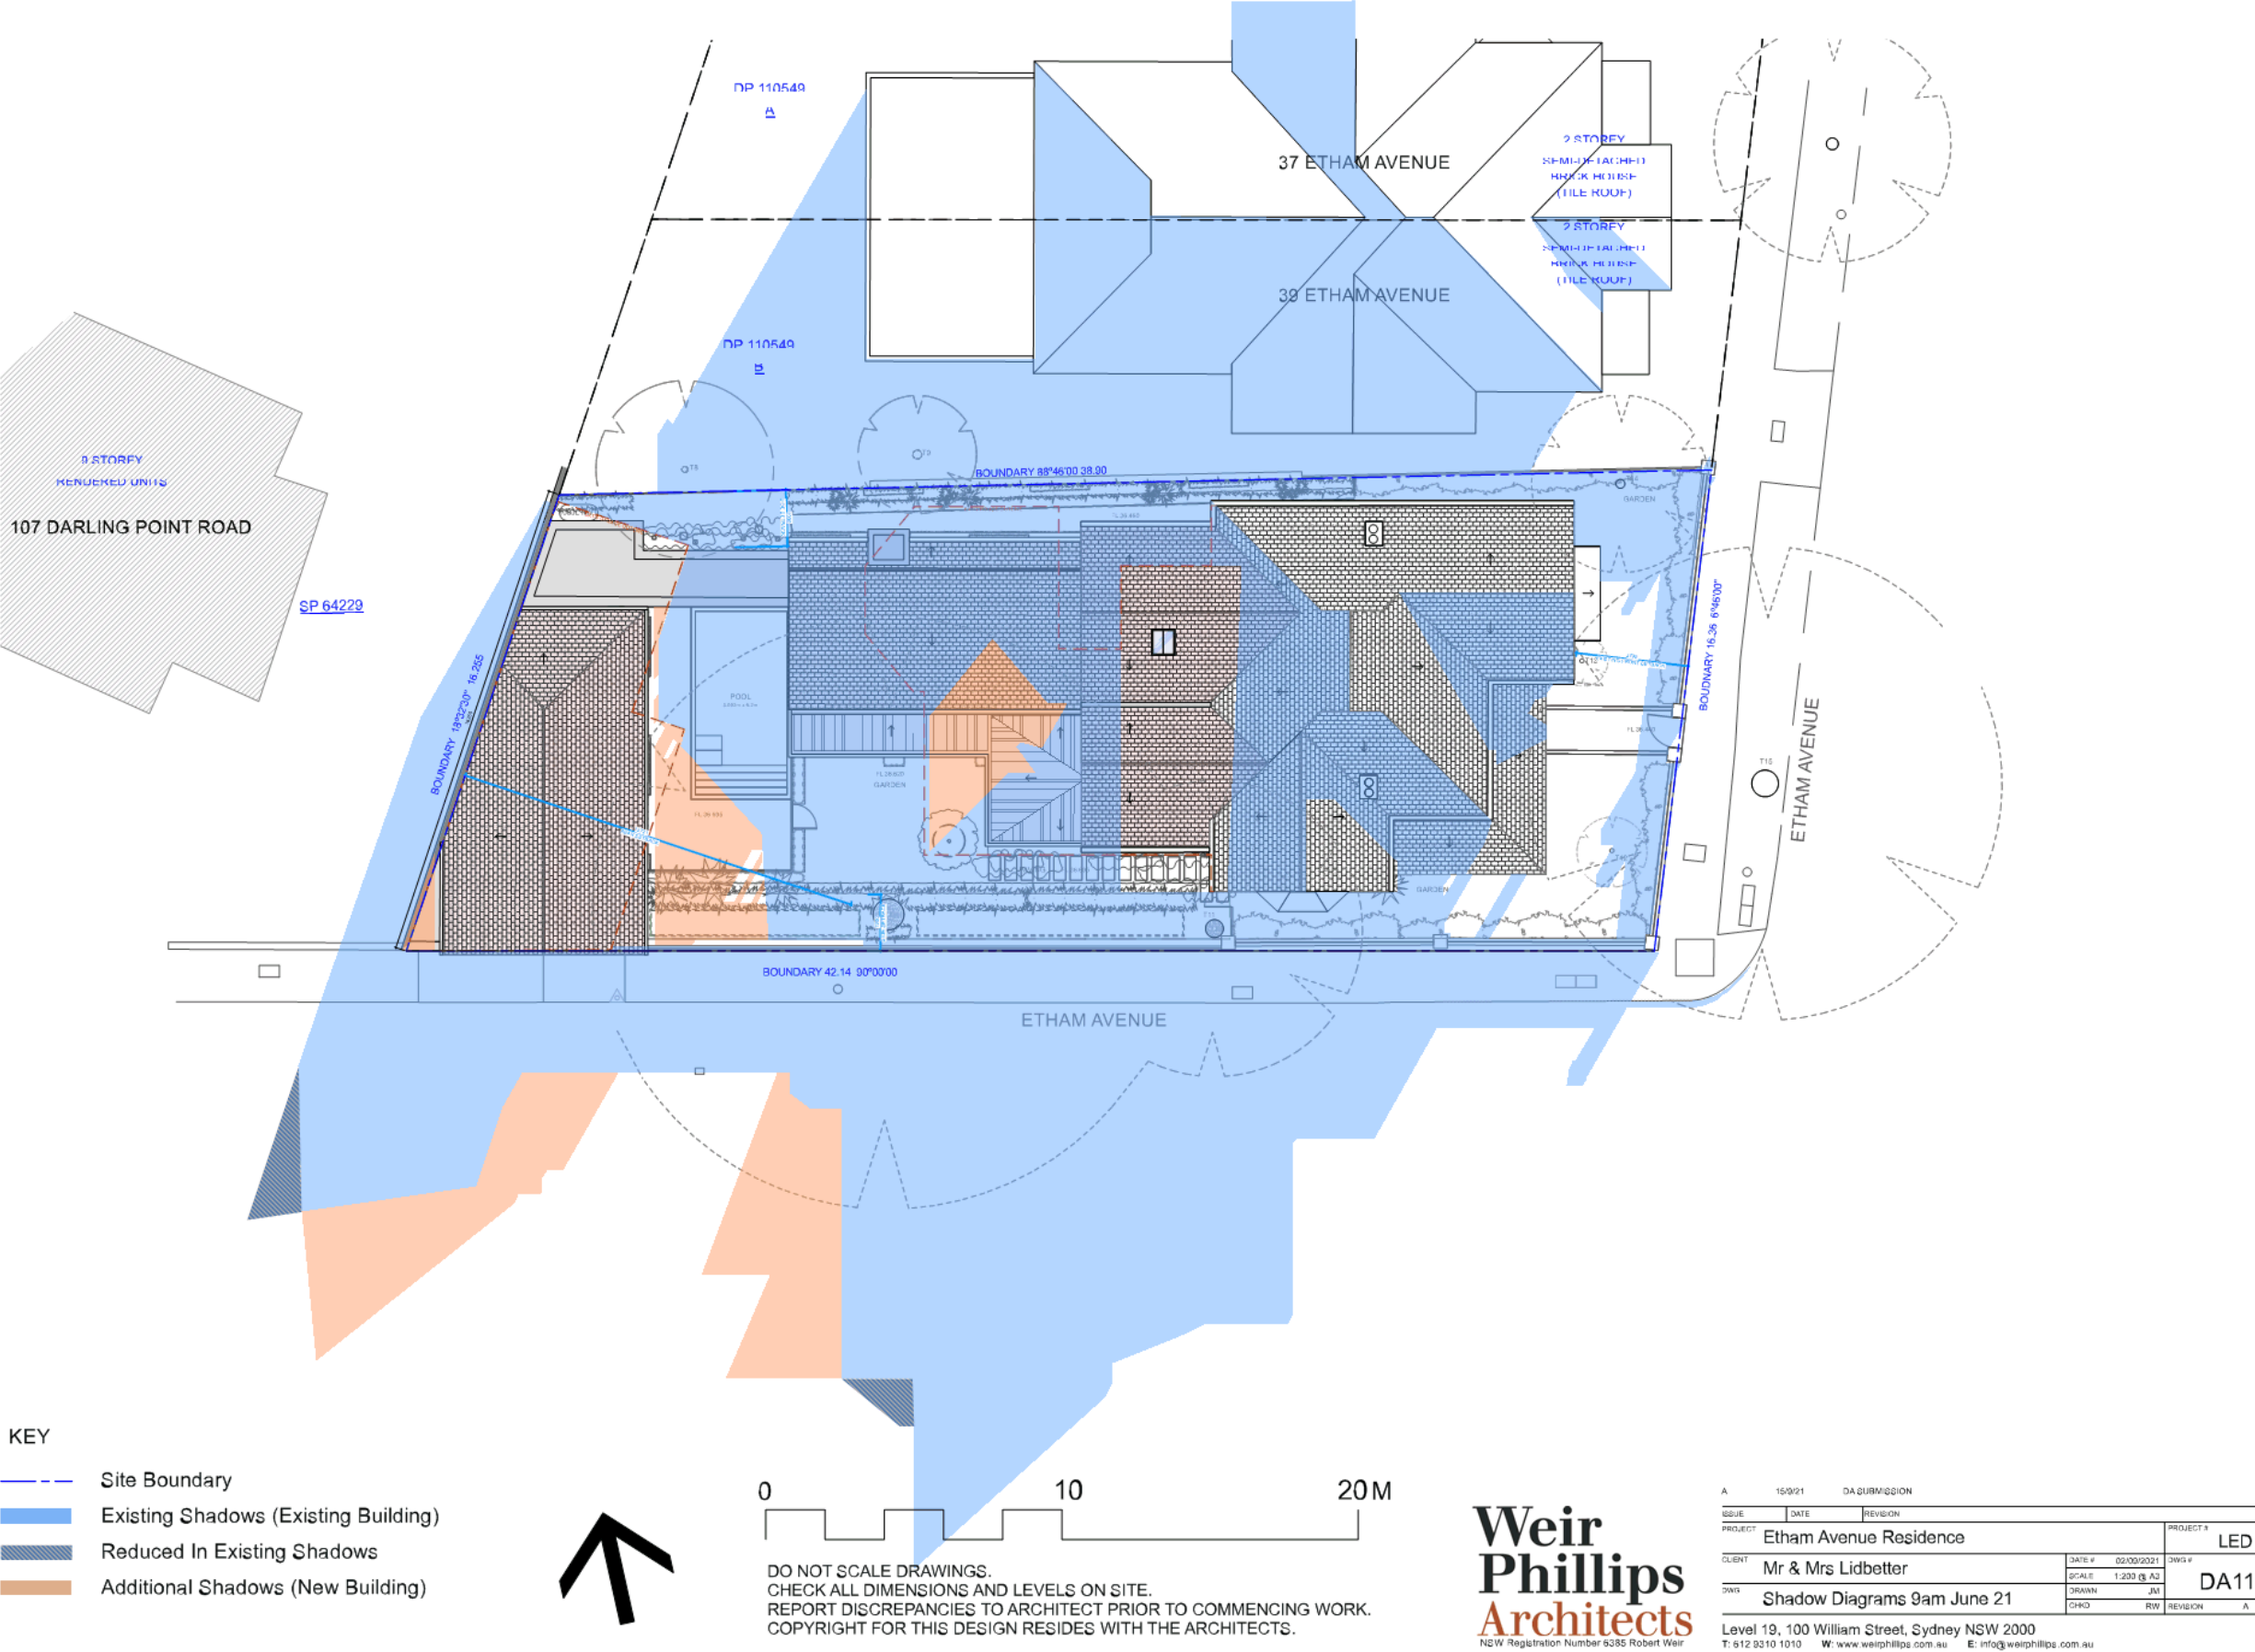 DP 110549
A
37 ETHAM AVENUE
2 STOREY
SEMI-DETACHED
BRICK HOUSE
(TILE ROOF)
2 STOREY
SEMI-DETACHED
BRICK HOUSE
(TILE ROOF)
39 ETHAM AVENUE
DP 110549
B
8 STOREY
RENDERED UNITS
107 DARLING POINT ROAD
SP 64229
BOUNDARY 88°46'00 38.90
GARDEN
BOUNDARY 18°32'30" 16.255
BOUDNARY 16.36 6°46'00"
POOL
GARDEN
GARDEN
T15
ETHAM AVENUE
BOUNDARY 42.14 90°00'00
ETHAM AVENUE
KEY
Site Boundary
Existing Shadows (Existing Building)
Reduced In Existing Shadows
Additional Shadows (New Building)
0 10 20M
DO NOT SCALE DRAWINGS.
CHECK ALL DIMENSIONS AND LEVELS ON SITE.
REPORT DISCREPANCIES TO ARCHITECT PRIOR TO COMMENCING WORK.
COPYRIGHT FOR THIS DESIGN RESIDES WITH THE ARCHITECTS.
Weir
Phillips
Architects
NSW Registration Number 6385 Robert Weir
A 15/9/21 DA SUBMISSION
ISSUE DATE REVISION
PROJECT Etham Avenue Residence PROJECT # LED
CLIENT Mr & Mrs Lidbetter DATE # 02/09/2021 DWG #
SCALE 1:200 @ A3 DA11
DWG Shadow Diagrams 9am June 21 DRAWN JM
CHKD RW REVISION A
Level 19, 100 William Street, Sydney NSW 2000
T: 612 9310 1010 W: www.weirphillips.com.au E: info@weirphillips.com.au